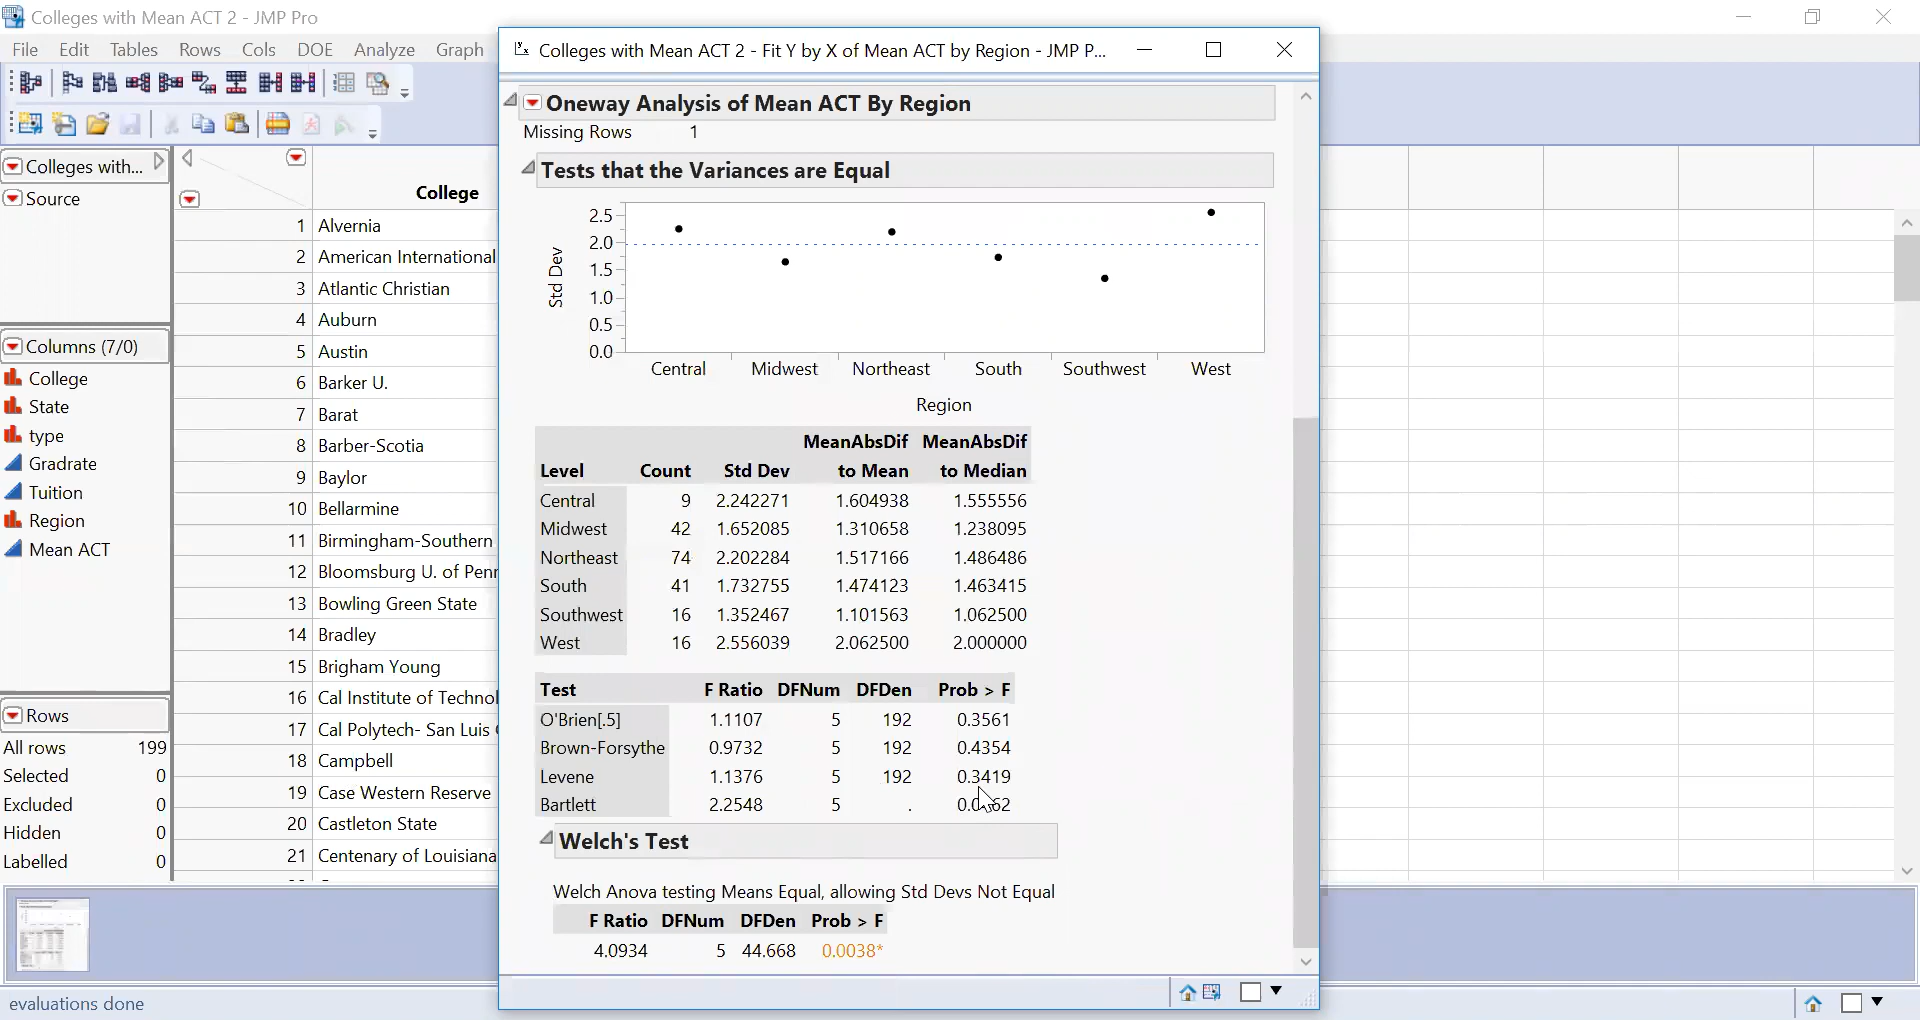 Colleges with Mean ACT 2 - JMP Pro
File Edit Tables Rows Cols DOE Analyze Graph
Colleges with Mean ACT 2 - Fit Y by X of Mean ACT by Region - JMP P...
Oneway Analysis of Mean ACT By Region
Missing Rows 1
Tests that the Variances are Equal
Std Dev
2.5
2.0
1.5
1.0
0.5
0.0
Central Midwest Northeast South Southwest West
Region
MeanAbsDif MeanAbsDif
Level Count Std Dev to Mean to Median
Central 9 2.242271 1.604938 1.555556
Midwest 42 1.652085 1.310658 1.238095
Northeast 74 2.202284 1.517166 1.486486
South 41 1.732755 1.474123 1.463415
Southwest 16 1.352467 1.101563 1.062500
West 16 2.556039 2.062500 2.000000
Test F Ratio DFNum DFDen Prob > F
O'Brien[.5] 1.1107 5 192 0.3561
Brown-Forsythe 0.9732 5 192 0.4354
Levene 1.1376 5 192 0.3419
Bartlett 2.2548 5 .
Welch's Test
Welch Anova testing Means Equal, allowing Std Devs Not Equal
F Ratio DFNum DFDen Prob > F
4.0934 5 44.668 0.0038*
Colleges with...
Source
Columns (7/0)
College
State
type
Gradrate
Tuition
Region
Mean ACT
Rows
All rows 199
Selected 0
Excluded 0
Hidden 0
Labelled 0
College
1 Alvernia
2 American International
3 Atlantic Christian
4 Auburn
5 Austin
6 Barker U.
7 Barat
8 Barber-Scotia
9 Baylor
10 Bellarmine
11 Birmingham-Southern
12 Bloomsburg U. of Penn
13 Bowling Green State
14 Bradley
15 Brigham Young
16 Cal Institute of Technol
17 Cal Polytech- San Luis
18 Campbell
19 Case Western Reserve
20 Castleton State
21 Centenary of Louisiana
evaluations done